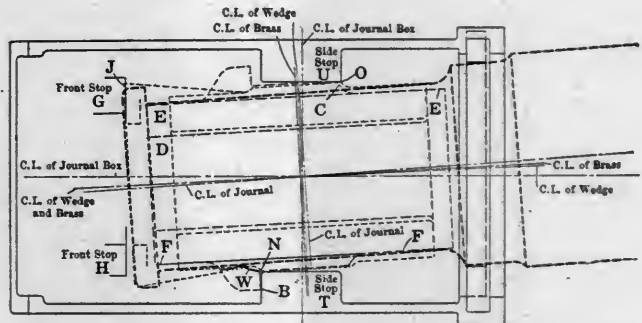 C.L. of Wedge
C.L. of Brass
C.L. of Journal Box
Side
Stop
U
O
J
Front Stop
G
E
C
E
D
C.L. of Journal Box
C.L. of Brass
C.L. of Journal
C.L. of Wedge
C.L. of Wedge
and Brass
N
C.L. of Journal
F
F
Front Stop
H
W
B
Side
Stop
T